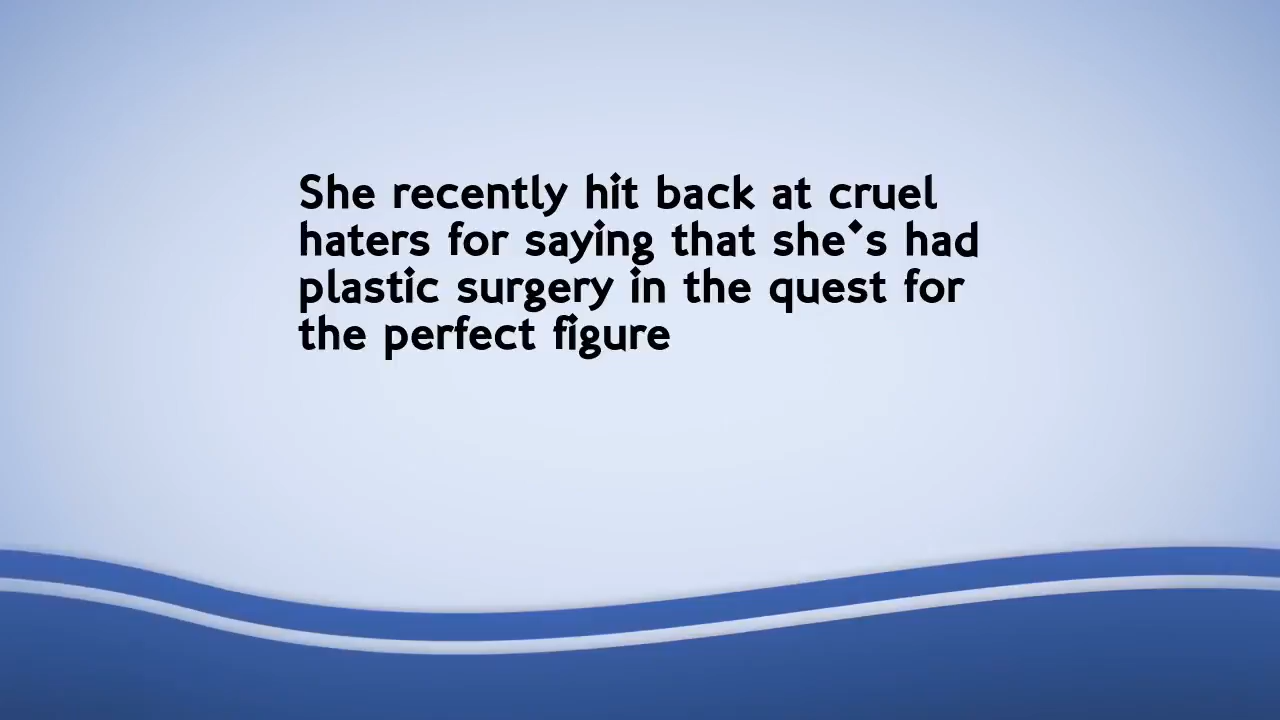 She recently hit back at cruel
haters for saying that she's had
plastic surgery in the quest for
the perfect figure